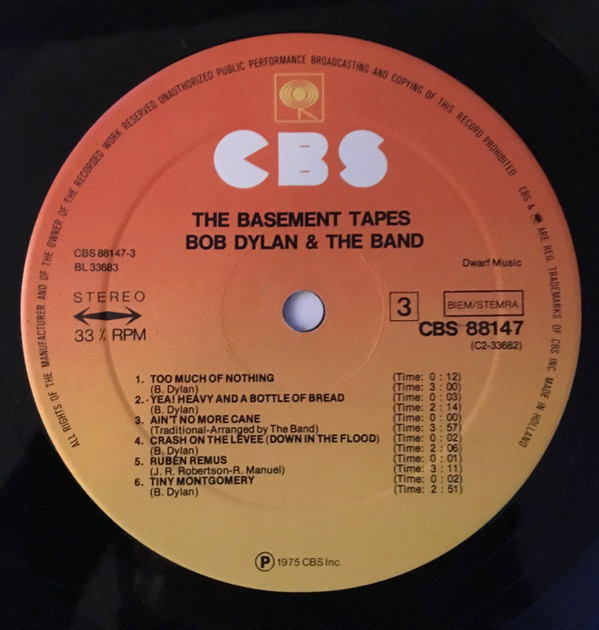 ALL RIGHTS OF THE MANUFACTURER AND OF THE OWNER OF THE RECORDED WORK RESERVED UNAUTHORIZED PUBLIC PERFORMANCE BROADCASTING AND COPYING OF THIS RECORD PROHIBITED
CBS & ARE REG. TRADEMARKS OF CBS INC MADE IN HOLLAND
CBS
THE BASEMENT TAPES
BOB DYLAN & THE BAND
CBS 88147-3
BL 33683
Dwarf Music
STEREO
33 ⅓ RPM
3
BIEM/STEMRA
CBS 88147
(C2-33682)
1. TOO MUCH OF NOTHING (Time: 0 : 12)
(B. Dylan) (Time: 3 : 00)
2. -YEA! HEAVY AND A BOTTLE OF BREAD (Time: 0 : 03)
(B. Dylan) (Time: 2 : 14)
3. AIN'T NO MORE CANE (Time: 0 : 00)
(Traditional-Arranged by The Band) (Time: 3 : 57)
4. CRASH ON THE LEVEE (DOWN IN THE FLOOD) (Time: 0 : 02)
(B. Dylan) (Time: 2 : 06)
5. RUBEN REMUS (Time: 0 : 01)
(J. R. Robertson-R. Manuel) (Time: 3 : 11)
6. TINY MONTGOMERY (Time: 0 : 02)
(B. Dylan) (Time: 2 : 51)
Ⓟ 1975 CBS Inc.